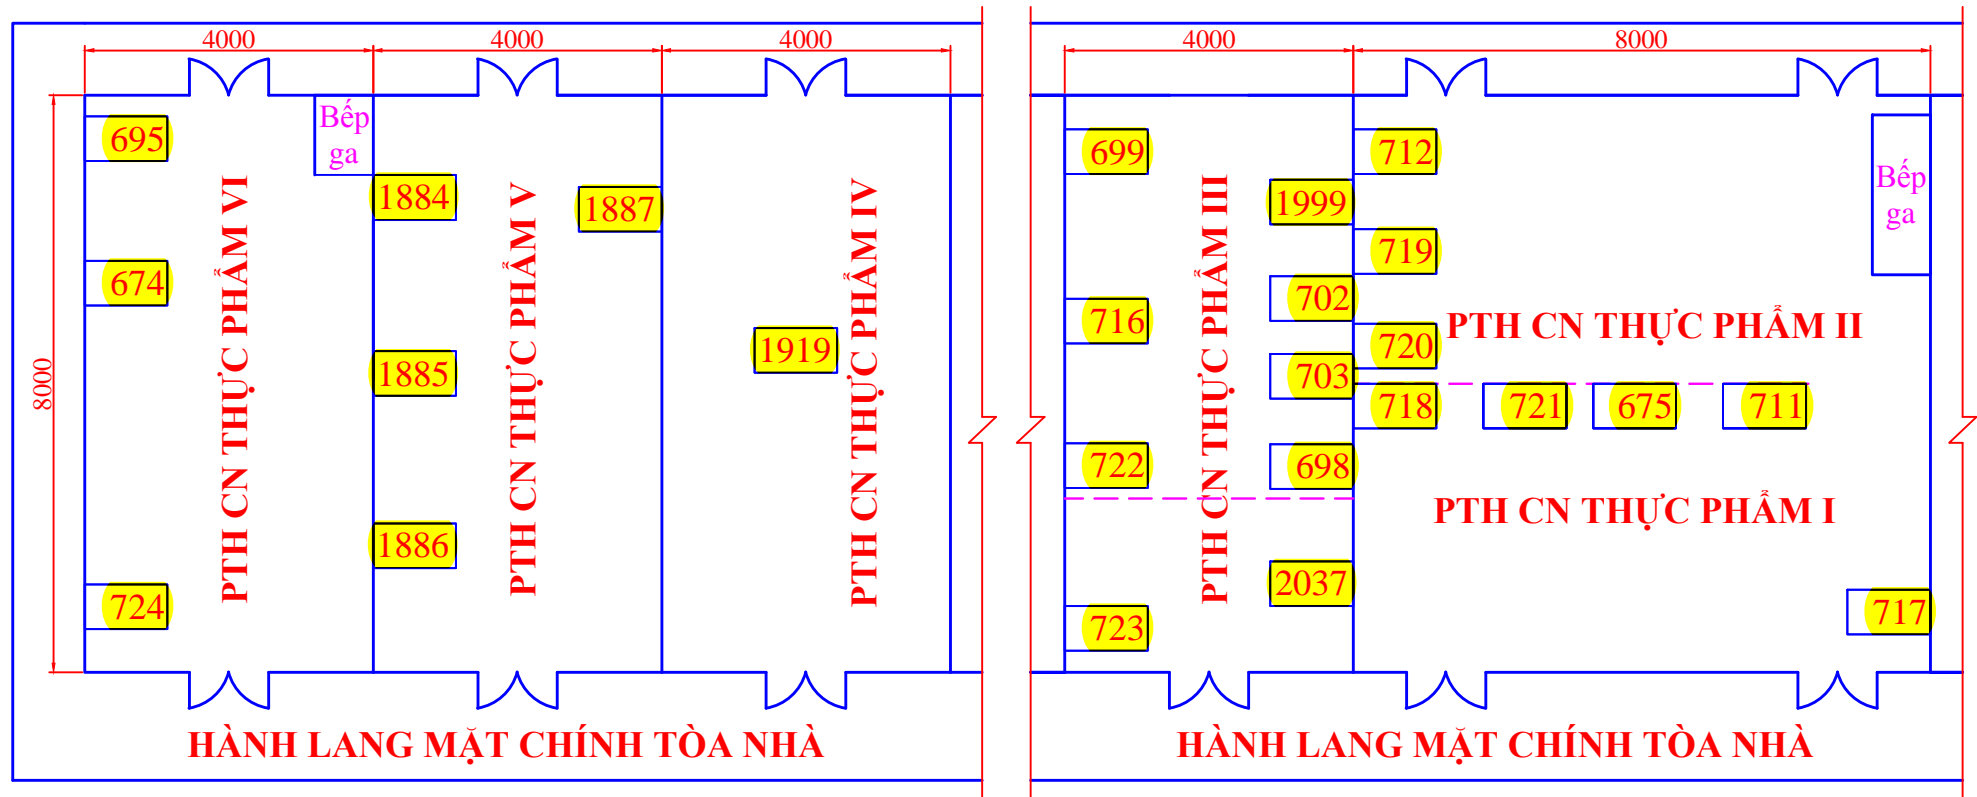 4000
4000
4000
4000
8000
8000
Bếp
ga
695
1884
1887
674
1885
1919
1886
724
PTH CN THỰC PHẨM VI
PTH CN THỰC PHẨM V
PTH CN THỰC PHẨM IV
HÀNH LANG MẶT CHÍNH TÒA NHÀ
699
712
1999
719
702
716
720
703
718
721
675
711
722
698
2037
723
717
Bếp
ga
PTH CN THỰC PHẨM III
PTH CN THỰC PHẨM II
PTH CN THỰC PHẨM I
HÀNH LANG MẶT CHÍNH TÒA NHÀ